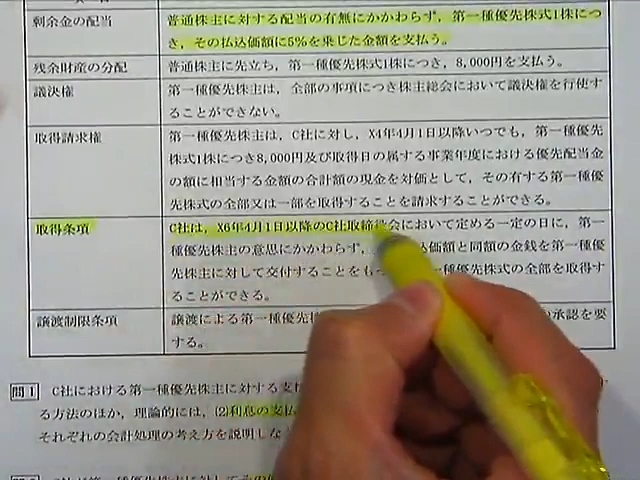 剰余金の配当
普通株主に対する配当の有無にかかわらず，第一種優先株式1株につ
き，その払込価額に5%を乗じた金額を支払う。
残余財産の分配
普通株主に先立ち，第一種優先株式1株につき，8,000円を支払う。
議決権
第一種優先株主は，全部の事項につき株主総会において議決権を行使す
ることができない。
取得請求権
第一種優先株主は，C社に対し，X4年4月1日以降いつでも，第一種優先
株式1株につき8,000円及び取得日の属する事業年度における優先配当金
の額に相当する金額の合計額の現金を対価として，その有する第一種優
先株式の全部又は一部を取得することを請求することができる。
取得条項
C社は，X6年4月1日以降のC社取締役会において定める一定の日に，第一
種優先株主の意思にかかわらず，込価額と同額の金銭を第一種優
先株主に対して交付することをも一種優先株式の全部を取得す
ることができる。
譲渡制限条項
譲渡による第一種優先承認を要
する。
問1
C社における第一種優先株主に対する支
る方法のほか，理論的には，(2)利息の支払
それぞれの会計処理の考え方を説明しな